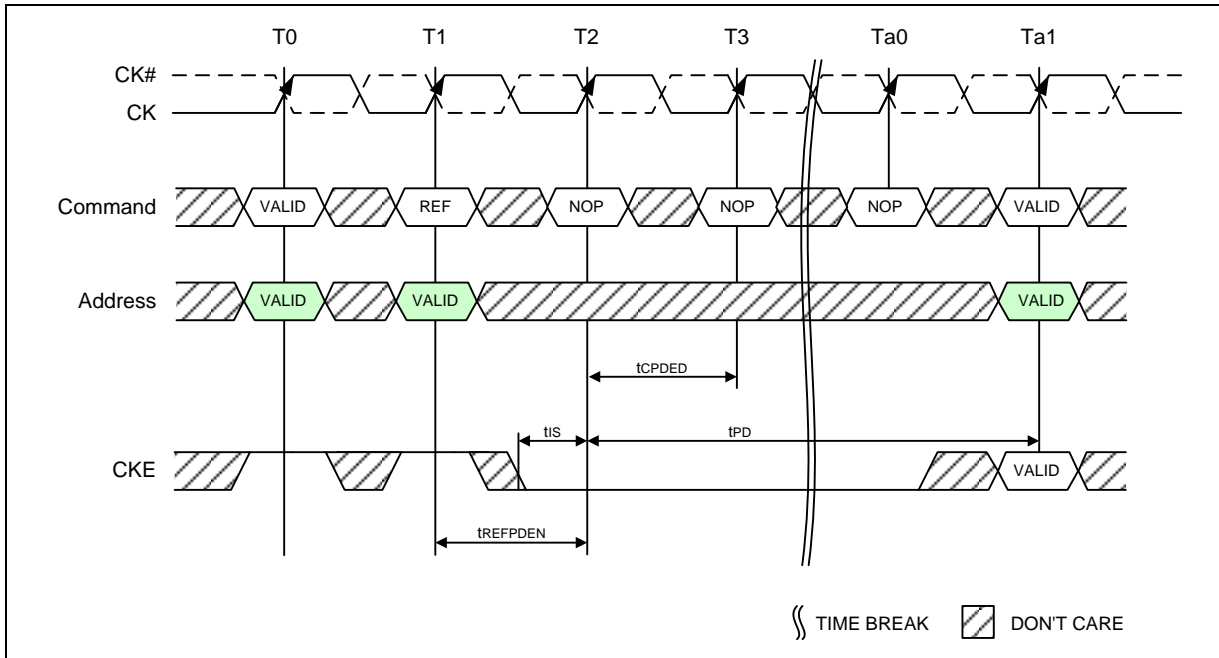 T0 T1 T2 T3 Ta0 Ta1
CK#
CK
Command VALID REF NOP NOP NOP VALID
Address VALID VALID VALID
tCPDED
tIS tPD
CKE VALID
tREFPDEN
TIME BREAK DON'T CARE